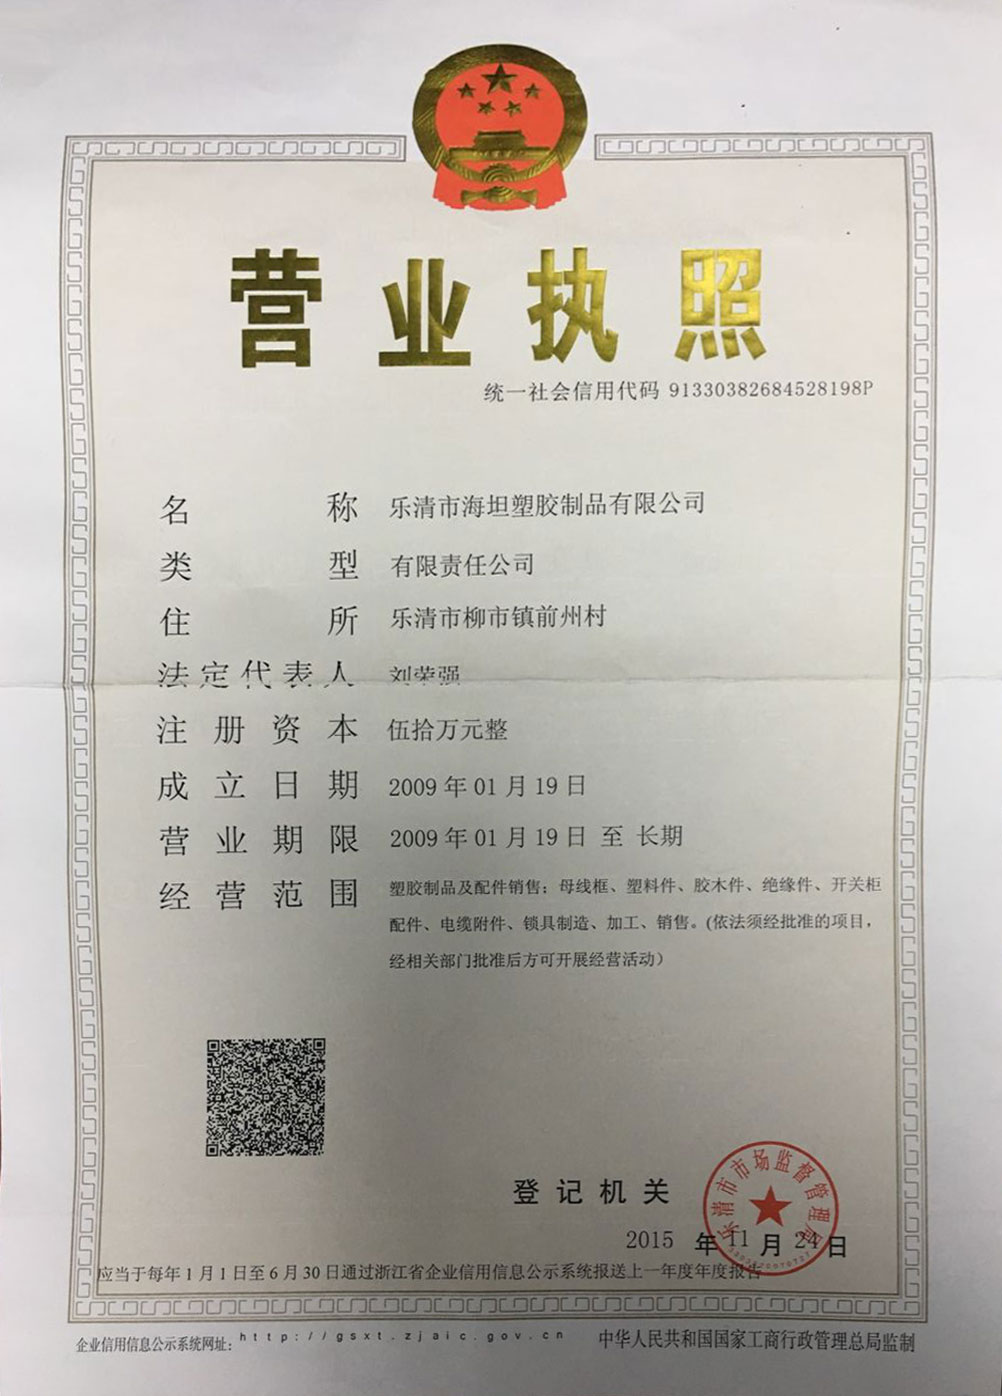 营业执照
统一社会信用代码 91330382684528198P
名称 乐清市海坦塑胶制品有限公司
类型 有限责任公司
住所 乐清市柳市镇前州村
法定代表人 刘荣强
注册资本 伍拾万元整
成立日期 2009年01月19日
营业期限 2009年01月19日 至 长期
经营范围 塑胶制品及配件销售；母线框、塑料件、胶木件、绝缘件、开关柜
配件、电缆附件、锁具制造、加工、销售。(依法须经批准的项目，
经相关部门批准后方可开展经营活动）
乐清市市场监督管理局
登记机关
2015 年 11 月 24 日
应当于每年1月1日至6月30日通过浙江省企业信用信息公示系统报送上一年度年度报告
企业信用信息公示系统网址: http://gsxt.zjaic.gov.cn 中华人民共和国国家工商行政管理总局监制